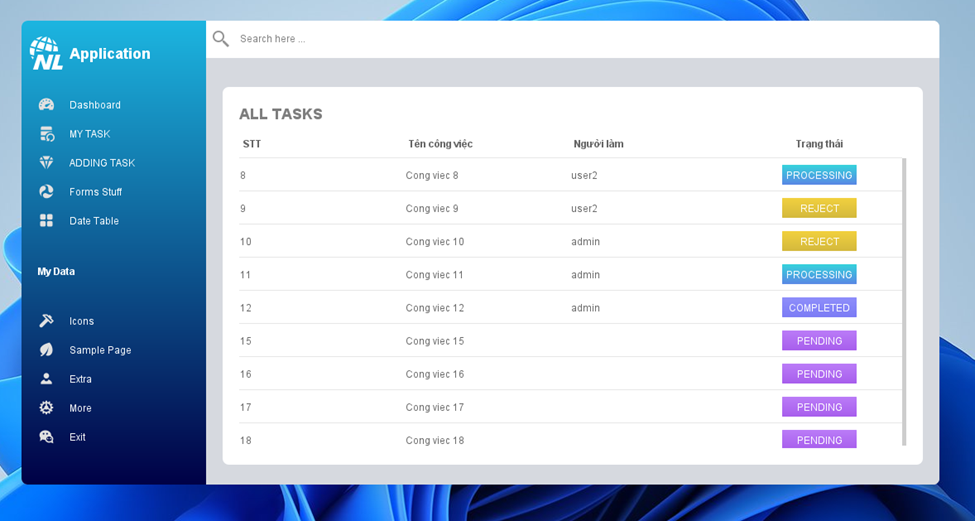 NL
Application
Search here ...
Dashboard
MY TASK
ADDING TASK
Forms Stuff
Date Table
My Data
Icons
Sample Page
Extra
More
Exit
ALL TASKS
STT Tên công việc Người làm Trạng thái
8 Cong viec 8 user2 PROCESSING
9 Cong viec 9 user2 REJECT
10 Cong viec 10 admin REJECT
11 Cong viec 11 admin PROCESSING
12 Cong viec 12 admin COMPLETED
15 Cong viec 15 PENDING
16 Cong viec 16 PENDING
17 Cong viec 17 PENDING
18 Cong viec 18 PENDING